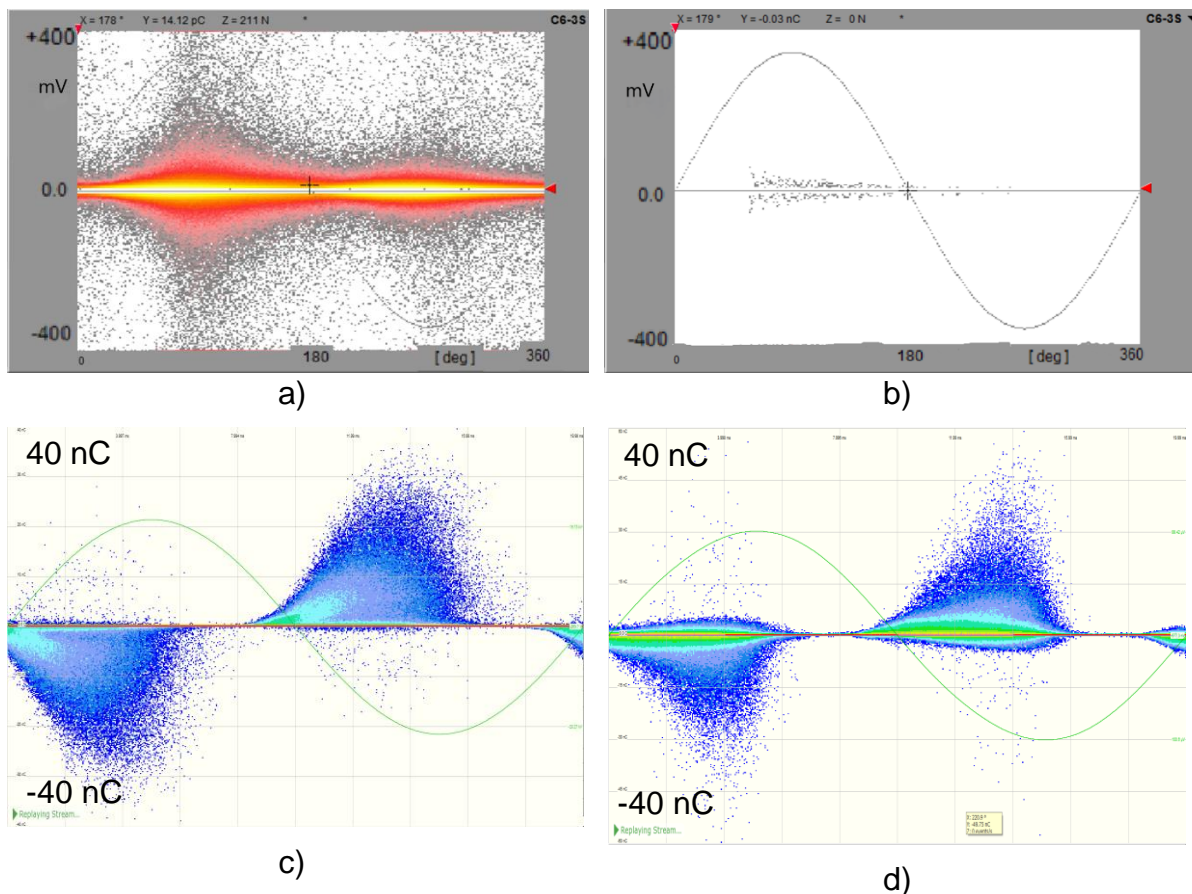 X = 178 ° Y = 14.12 pC Z = 211 N * C6-3S
+400
mV
0.0
-400
0 180 [ deg ] 360
a)
X = 179 ° Y = -0.03 nC Z = 0 N * C6-3S
+400
mV
0.0
-400
0 180 [ deg ] 360
b)
40 nC
-40 nC
Replaying Stream...
c)
40 nC
-40 nC
Replaying Stream...
d)